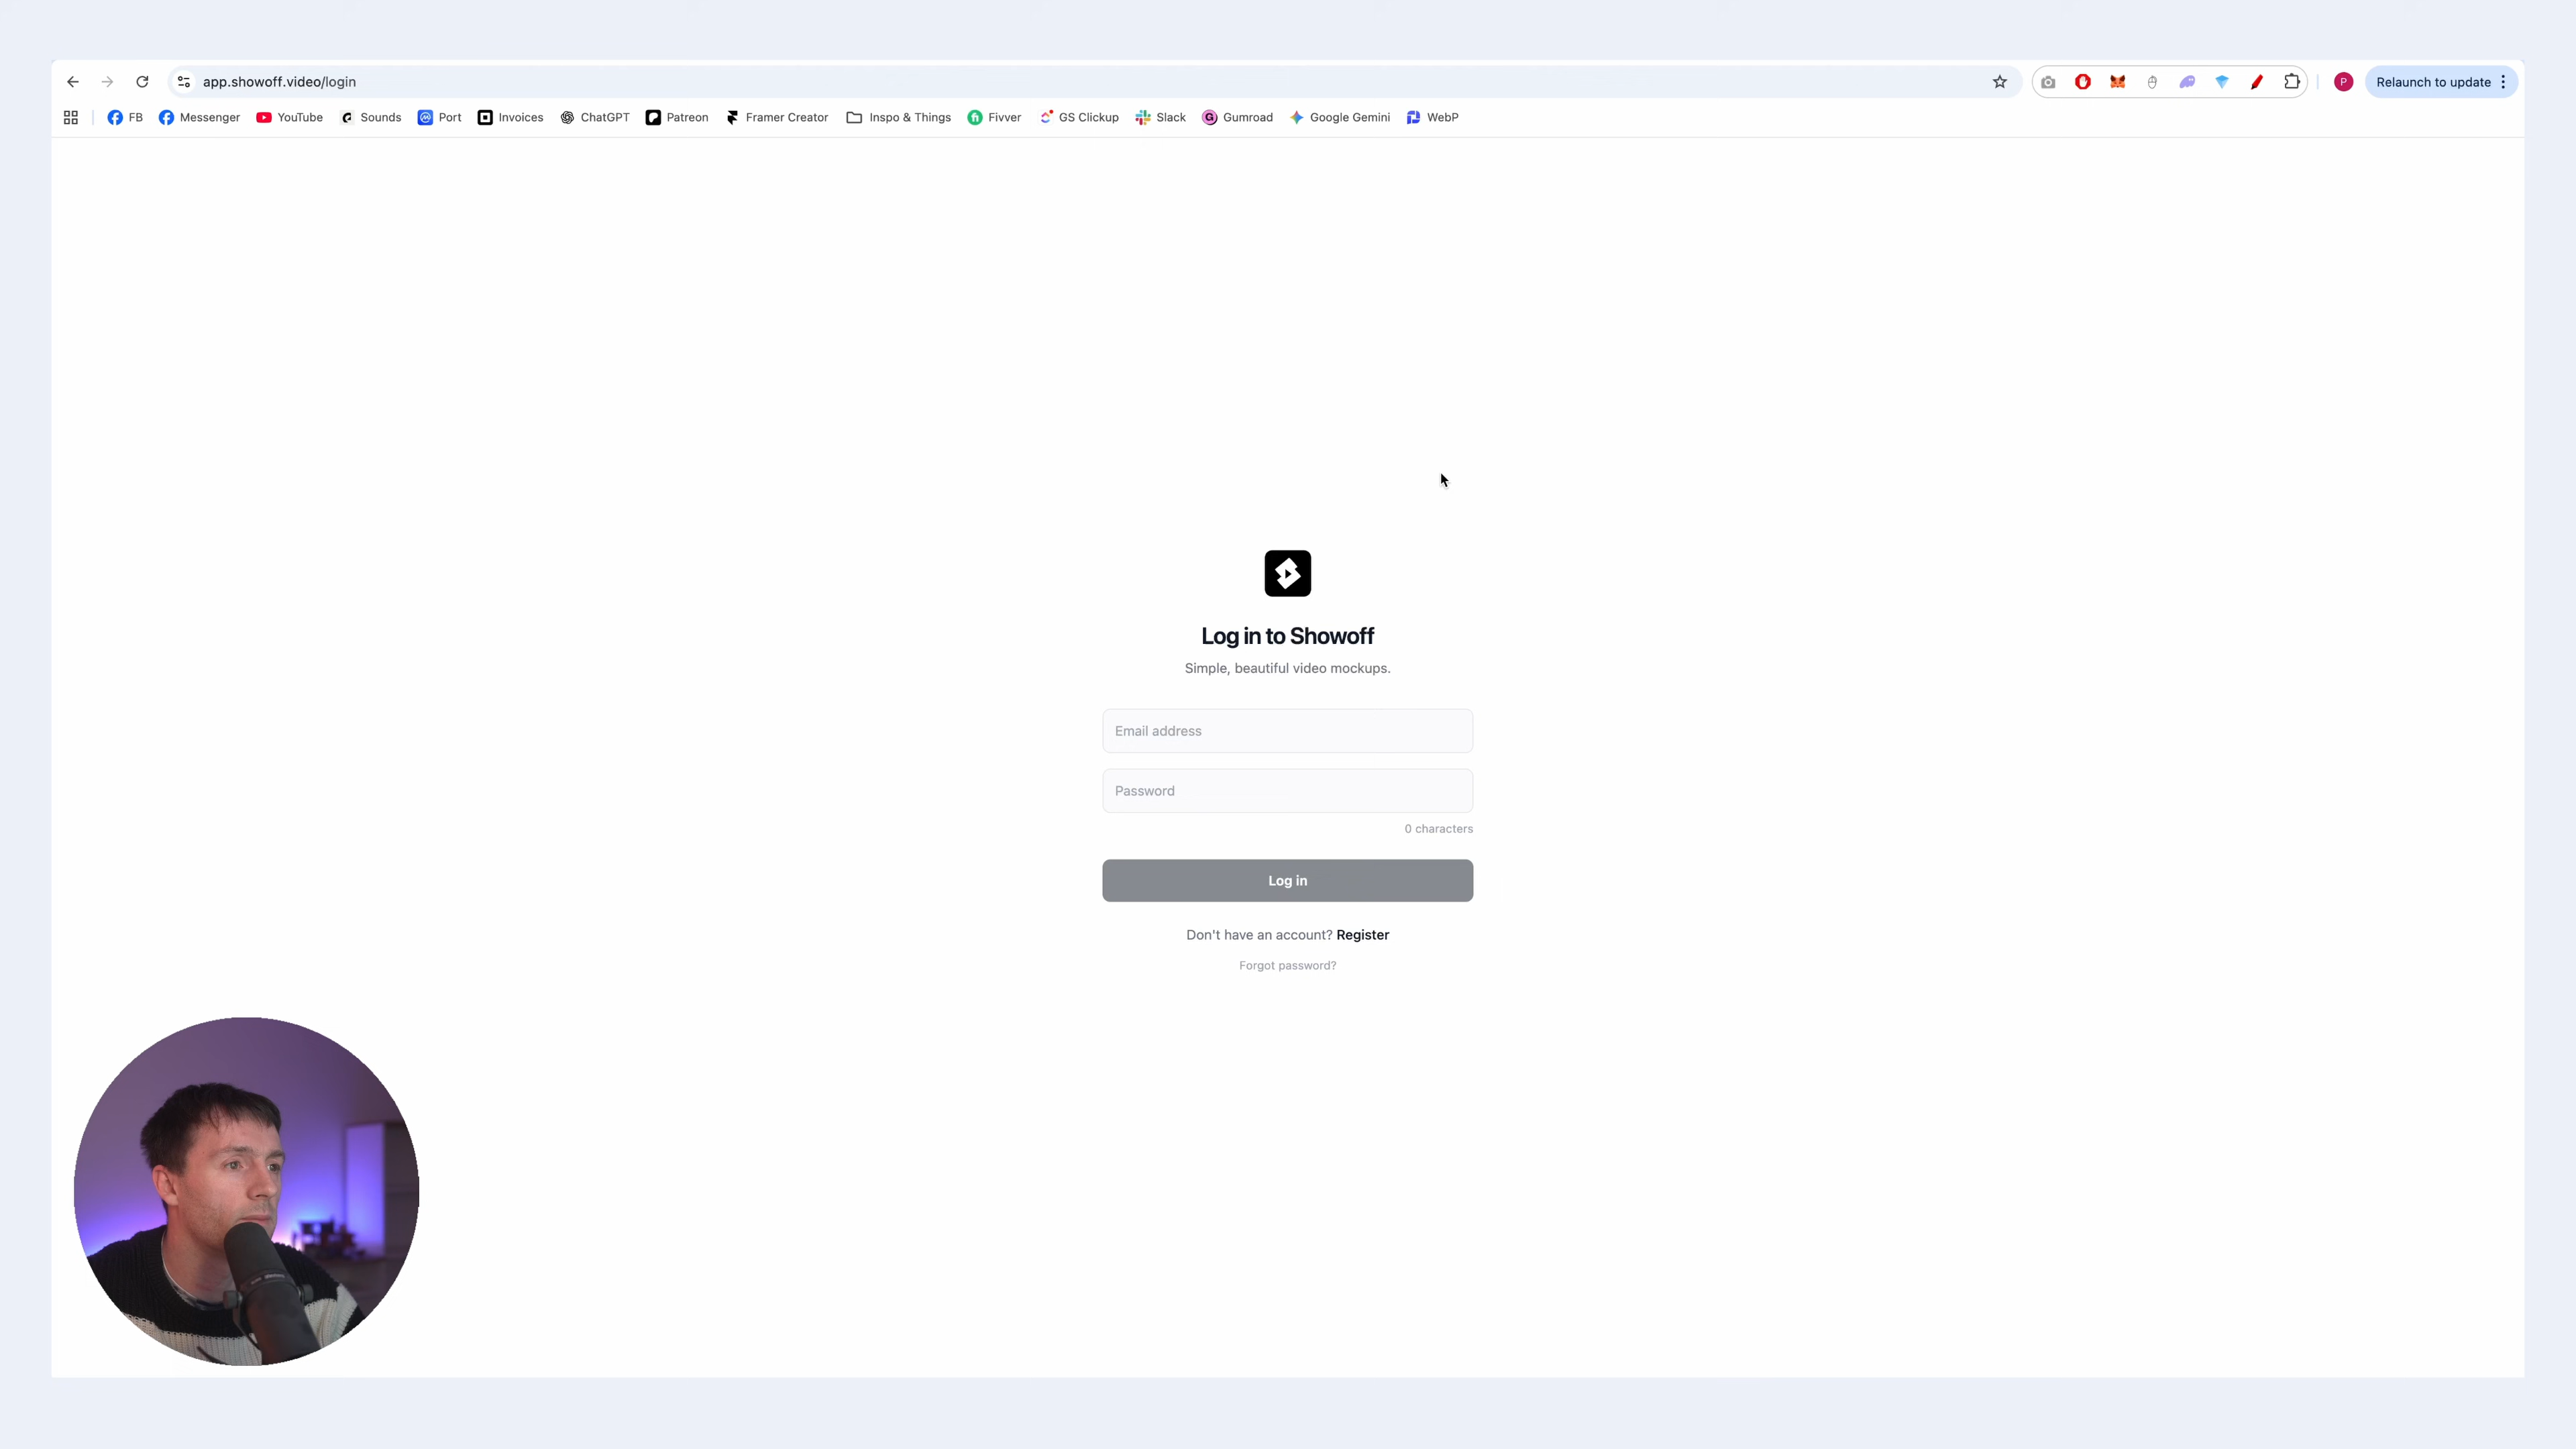 app.showoff.video/login
P
Relaunch to update
FB
Messenger
YouTube
Sounds
Port
Invoices
ChatGPT
Patreon
Framer Creator
Inspo & Things
Fivver
GS Clickup
Slack
Gumroad
Google Gemini
WebP
Log in to Showoff
Simple, beautiful video mockups.
Email address
Password
0 characters
Log in
Don't have an account? Register
Forgot password?